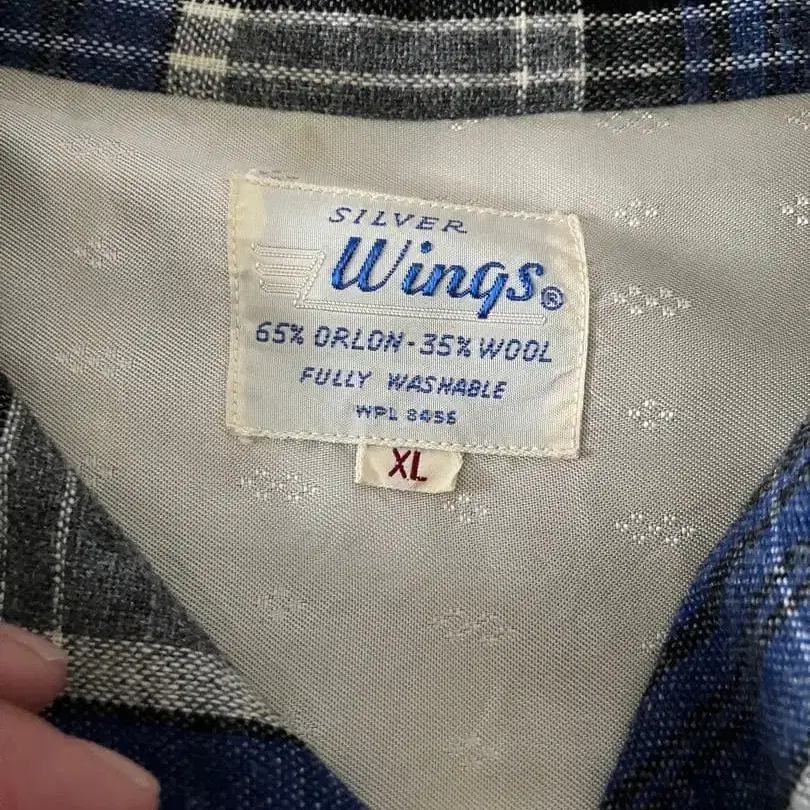 SILVER
Wings®
65% ORLON - 35% WOOL
FULLY WASHABLE
WPL 8456
XL